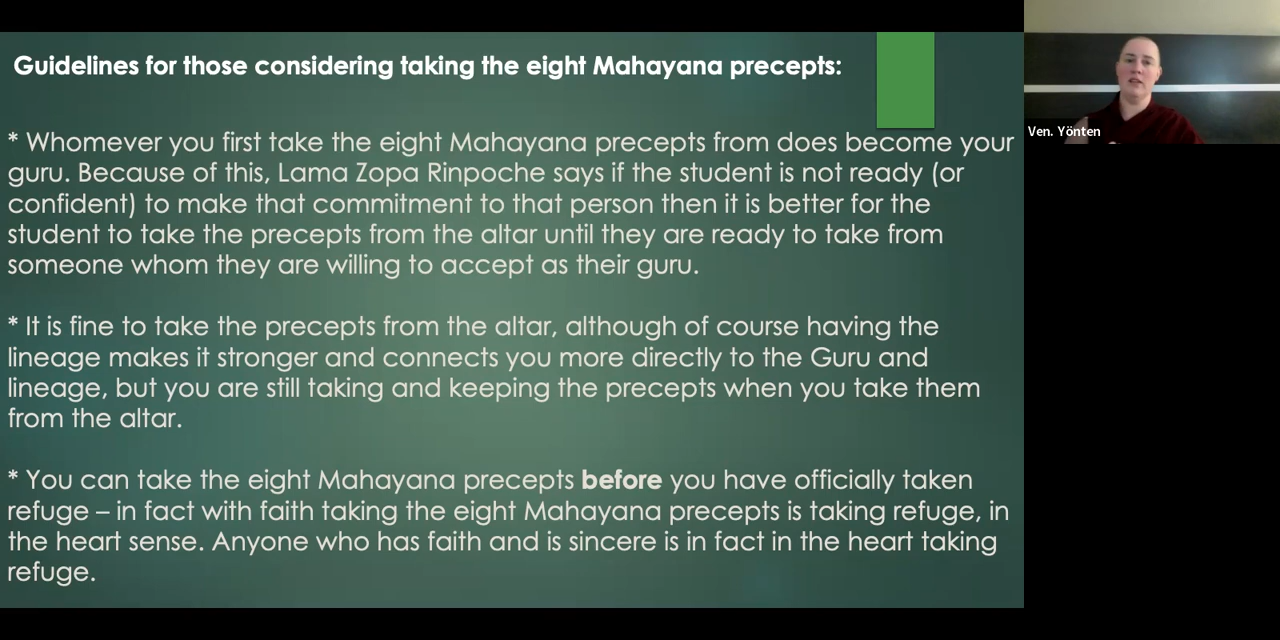 Guidelines for those considering taking the eight Mahayana precepts:
* Whomever you first take the eight Mahayana precepts from does become your
guru. Because of this, Lama Zopa Rinpoche says if the student is not ready (or
confident) to make that commitment to that person then it is better for the
student to take the precepts from the altar until they are ready to take from
someone whom they are willing to accept as their guru.
* It is fine to take the precepts from the altar, although of course having the
lineage makes it stronger and connects you more directly to the Guru and
lineage, but you are still taking and keeping the precepts when you take them
from the altar.
* You can take the eight Mahayana precepts before you have officially taken
refuge – in fact with faith taking the eight Mahayana precepts is taking refuge, in
the heart sense. Anyone who has faith and is sincere is in fact in the heart taking
refuge.
Ven. Yönten